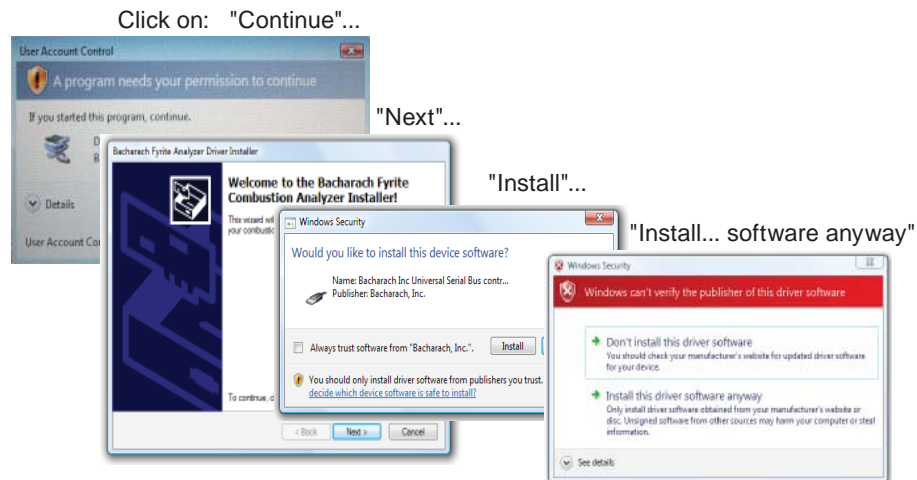 Click on: "Continue"...
User Account Control
A program needs your permission to continue
If you started this program, continue.
D
B
Details
User Account Co
"Next"...
Bacharach Fyrite Analyzer Driver Installer
Welcome to the Bacharach Fyrite
Combustion Analyzer Installer!
This wizard wil
your combustio
To continue, c
< Back Next > Cancel
"Install"...
Windows Security
Would you like to install this device software?
Name: Bacharach Inc Universal Serial Bus contr...
Publisher: Bacharach, Inc.
Always trust software from "Bacharach, Inc.". Install
You should only install driver software from publishers you trust.
decide which device software is safe to install?
"Install... software anyway"
Windows Security
Windows can't verify the publisher of this driver software
Don't install this driver software
You should check your manufacturer's website for updated driver software
for your device.
Install this driver software anyway
Only install driver software obtained from your manufacturer's website or
disc. Unsigned software from other sources may harm your computer or steal
information.
See details